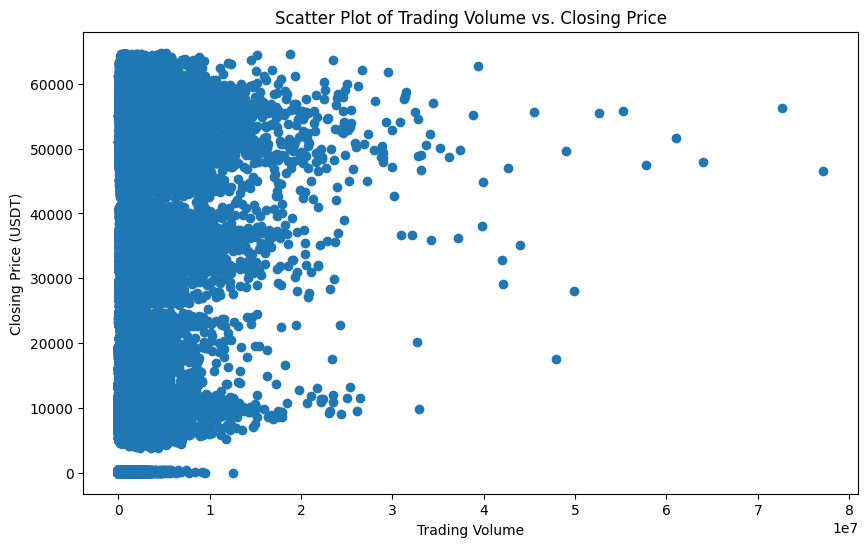 Scatter Plot of Trading Volume vs. Closing Price
Closing Price (USDT)
60000
50000
40000
30000
20000
10000
0
0 1 2 3 4 5 6 7 8
1e7
Trading Volume